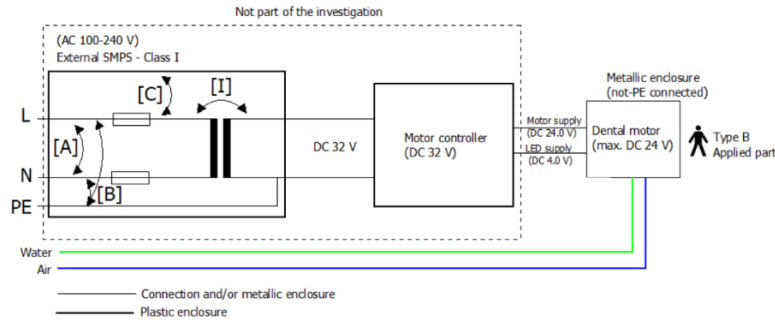 Not part of the investigation
(AC 100-240 V)
External SMPS - Class I
[C]
[I]
L
[A]
N
[B]
PE
DC 32 V
Motor controller
(DC 32 V)
Motor supply
(DC 24.0 V)
LED supply
(DC 4.0 V)
Metallic enclosure
(not-PE connected)
Dental motor
(max. DC 24 V)
Type B
Applied part
Water
Air
Connection and/or metallic enclosure
Plastic enclosure